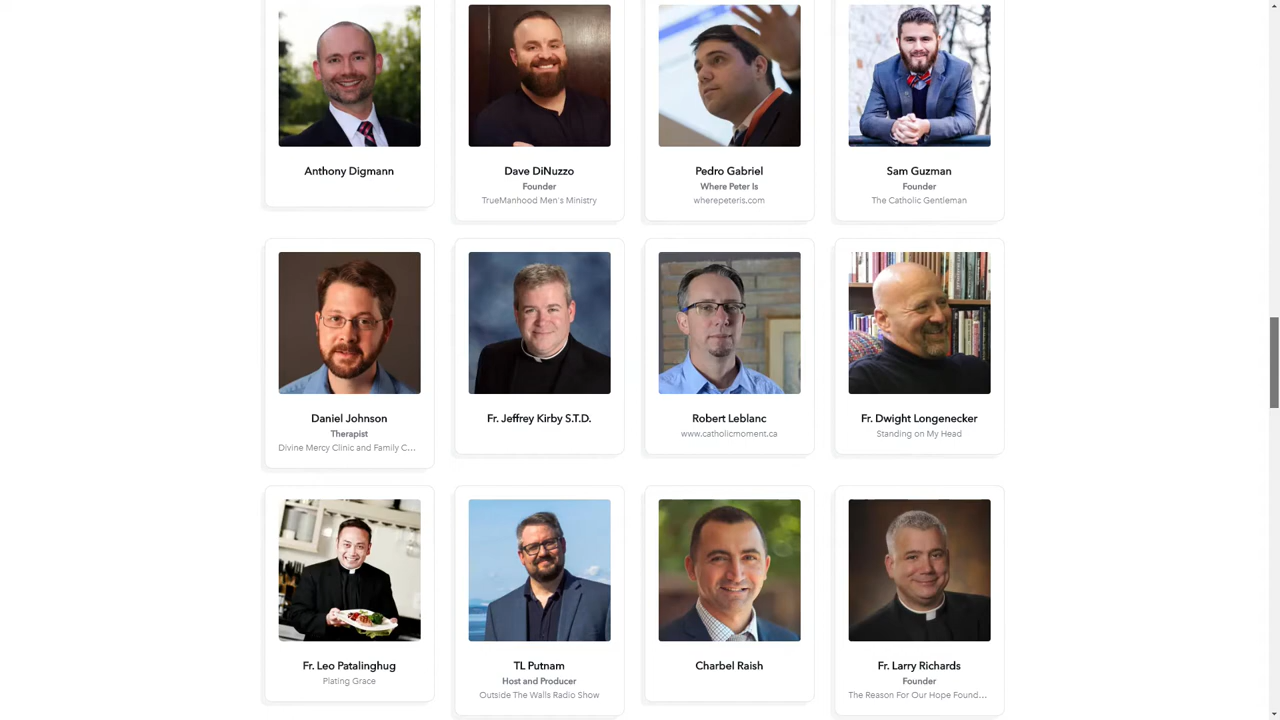 Anthony Digmann
Dave DiNuzzo
Founder
TrueManhood Men's Ministry
Pedro Gabriel
Where Peter Is
wherepeteris.com
Sam Guzman
Founder
The Catholic Gentleman
Daniel Johnson
Therapist
Divine Mercy Clinic and Family C...
Fr. Jeffrey Kirby S.T.D.
Robert Leblanc
www.catholicmoment.ca
Fr. Dwight Longenecker
Standing on My Head
Fr. Leo Patalinghug
Plating Grace
TL Putnam
Host and Producer
Outside The Walls Radio Show
Charbel Raish
Fr. Larry Richards
Founder
The Reason For Our Hope Found...